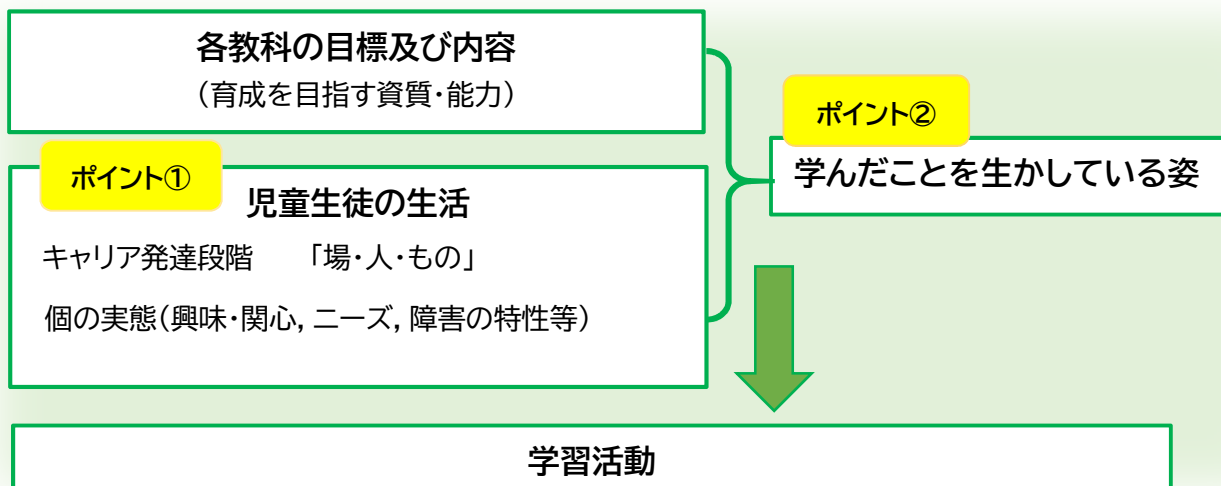 各教科の目標及び内容
（育成を目指す資質・能力）
ポイント①
児童生徒の生活
キャリア発達段階　「場・人・もの」
個の実態（興味・関心，ニーズ，障害の特性等）
ポイント②
学んだことを生かしている姿
学習活動